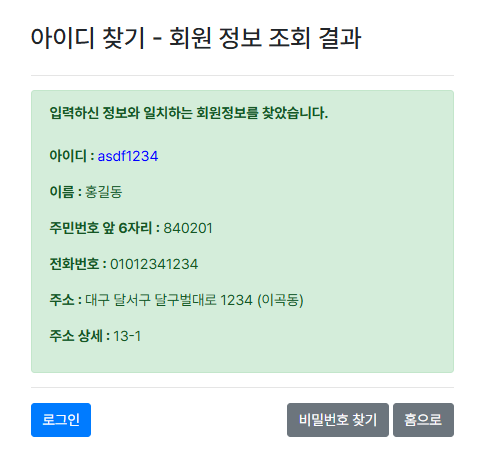 아이디 찾기 - 회원 정보 조회 결과
입력하신 정보와 일치하는 회원정보를 찾았습니다.
아이디 : asdf1234
이름 : 홍길동
주민번호 앞 6자리 : 840201
전화번호 : 01012341234
주소 : 대구 달서구 달구벌대로 1234 (이곡동)
주소 상세 : 13-1
로그인 비밀번호 찾기 홈으로